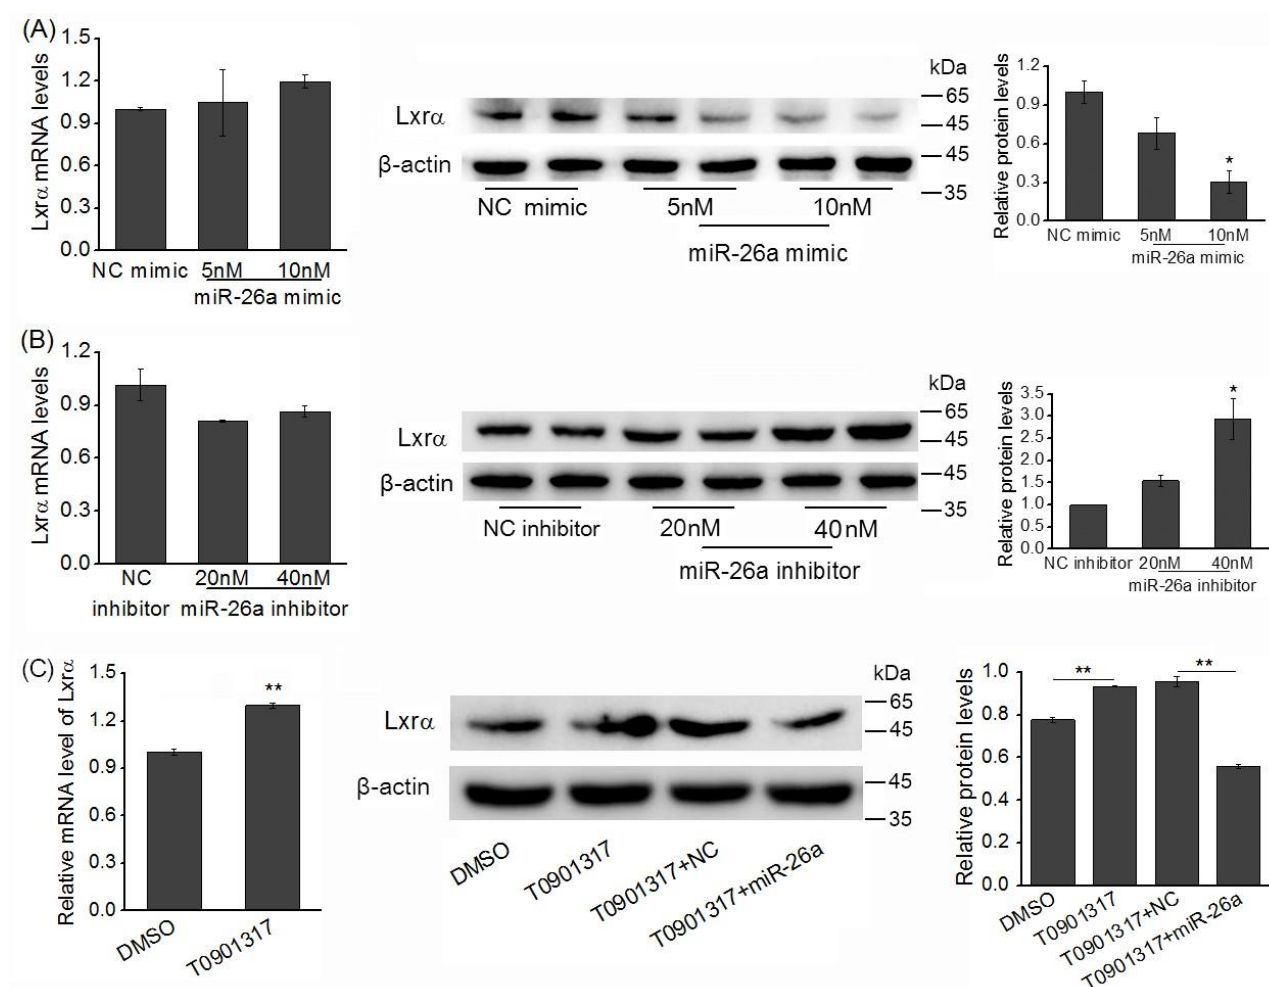 (A)
Lxrα mRNA levels
1.5
1.2
0.9
0.6
0.3
0.0
NC mimic 5nM 10nM
miR-26a mimic
kDa
Lxrα
65
45
β-actin
45
35
NC mimic 5nM 10nM
miR-26a mimic
Relative protein levels
1.2
0.9
0.6
0.3
0.0
*
NC mimic 5nM 10nM
miR-26a mimic
(B)
Lxrα mRNA levels
1.2
0.9
0.6
0.3
0.0
NC 20nM 40nM
inhibitor miR-26a inhibitor
kDa
Lxrα
65
45
β-actin
45
35
NC inhibitor 20nM 40nM
miR-26a inhibitor
Relative protein levels
3.5
3.0
2.5
2.0
1.5
1.0
0.5
0.0
*
NC inhibitor 20nM 40nM
miR-26a inhibitor
(C)
Relative mRNA level of Lxrα
1.5
1.2
0.9
0.6
0.3
0.0
**
DMSO
T0901317
kDa
Lxrα
65
45
β-actin
45
35
DMSO
T0901317
T0901317+NC
T0901317+miR-26a
Relative protein levels
1.0
0.8
0.6
0.4
0.2
0.0
**
**
DMSO
T0901317
T0901317+NC
T0901317+miR-26a